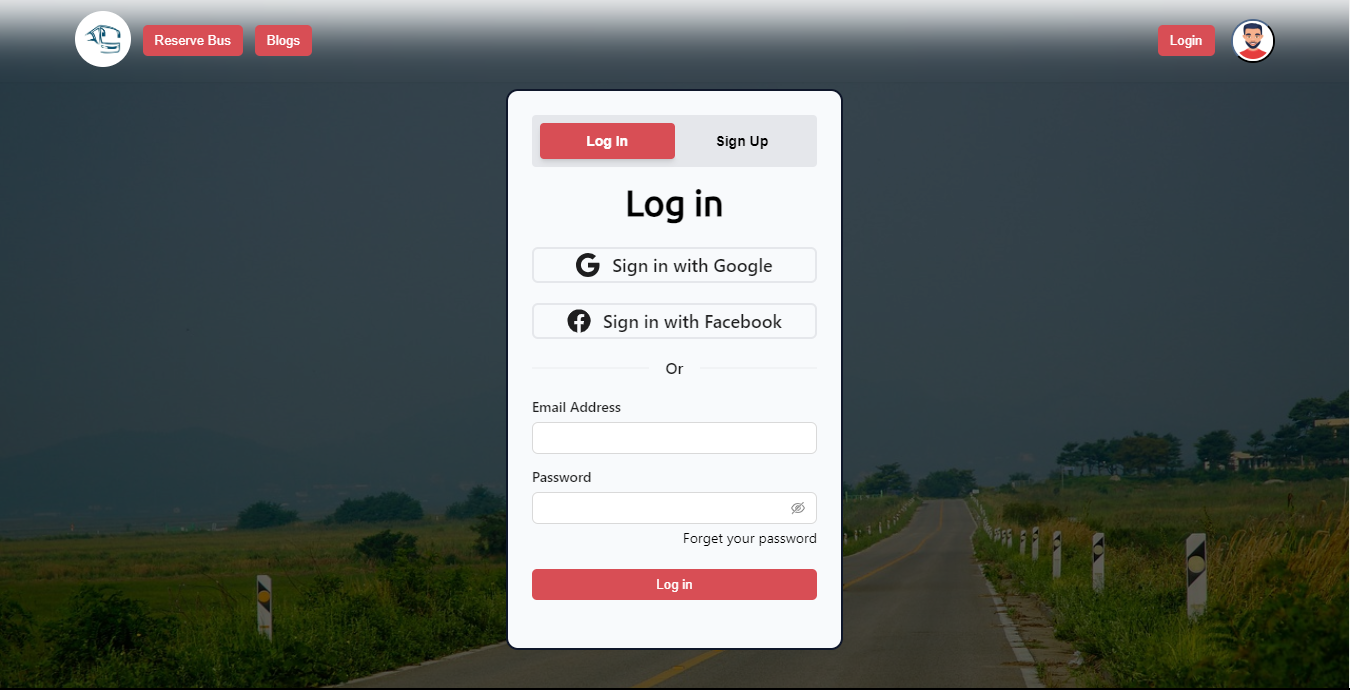 Reserve Bus
Blogs
Login
Log In
Sign Up
Log in
Sign in with Google
Sign in with Facebook
Or
Email Address
Password
Forget your password
Log in